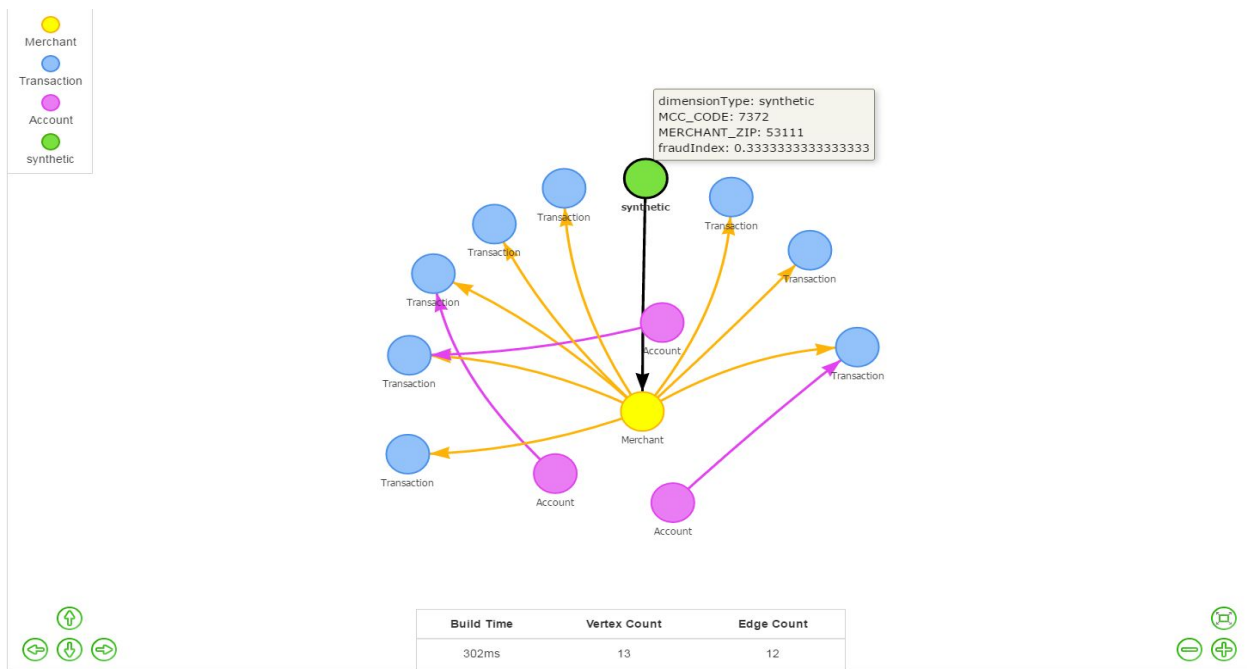 Merchant
Transaction
Account
synthetic
dimensionType: synthetic
MCC_CODE: 7372
MERCHANT_ZIP: 53111
fraudIndex: 0.3333333333333333
synthetic
Transaction
Transaction
Transaction
Transaction
Transaction
Transaction
Account
Transaction
Transaction
Merchant
Transaction
Account
Account
Build Time Vertex Count Edge Count
302ms 13 12